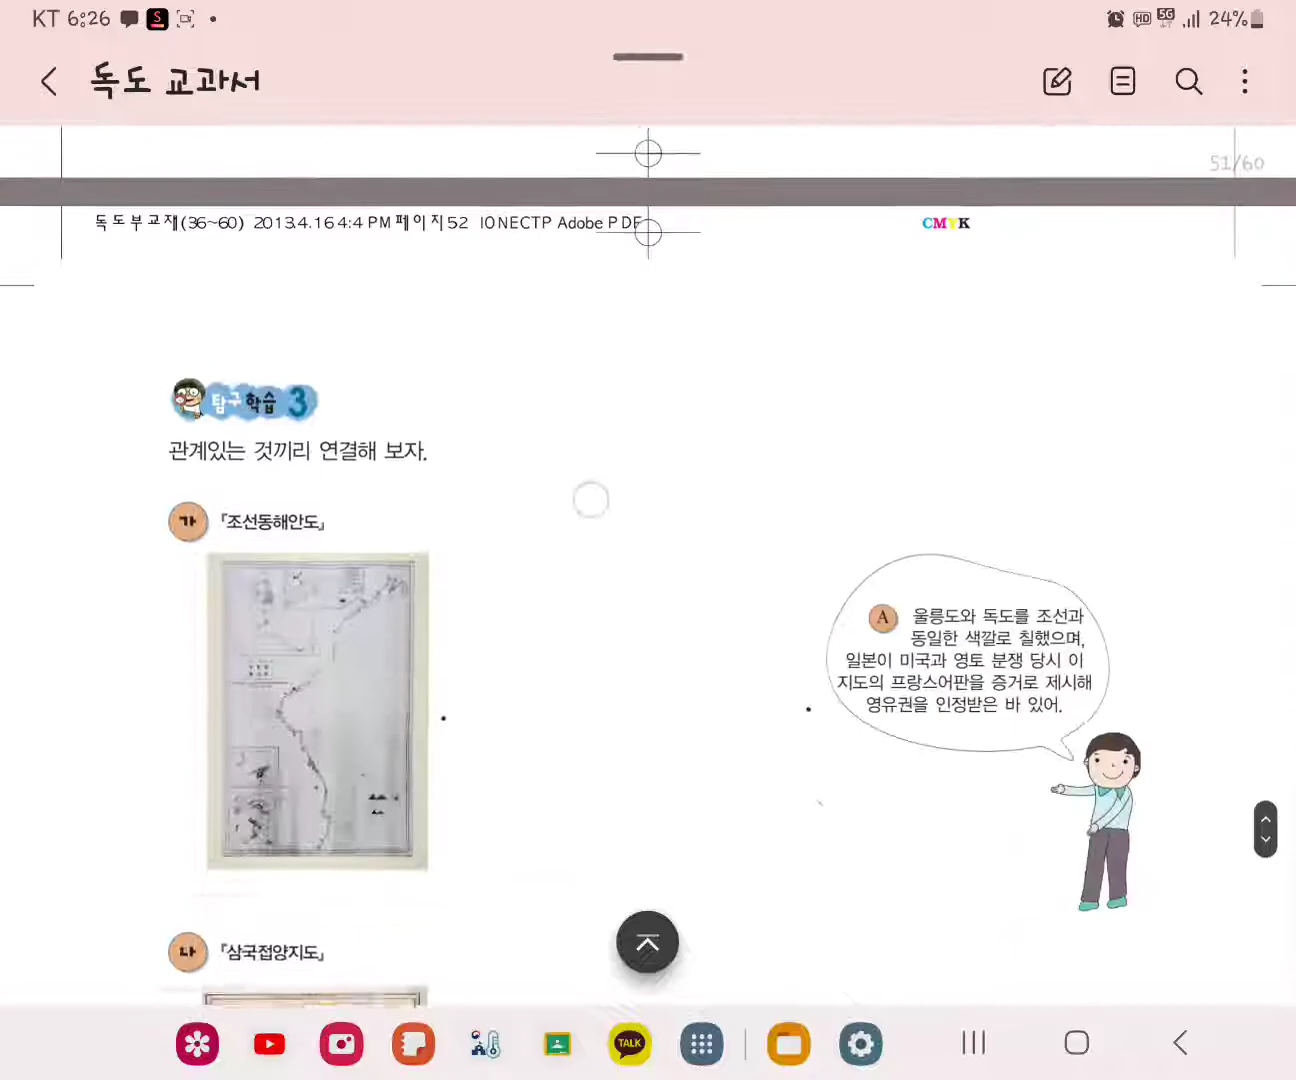 KT 6:26
24%
독도 교과서
51/60
독도부교재(36~60) 2013.4.16 4:4 PM 페이지52 IONECTP Adobe PDF
CMYK
탐구학습 3
관계있는 것끼리 연결해 보자.
가 『조선동해안도』
A 울릉도와 독도를 조선과
동일한 색깔로 칠했으며,
일본이 미국과 영토 분쟁 당시 이
지도의 프랑스어판을 증거로 제시해
영유권을 인정받은 바 있어.
나 『삼국접양지도』
TALK